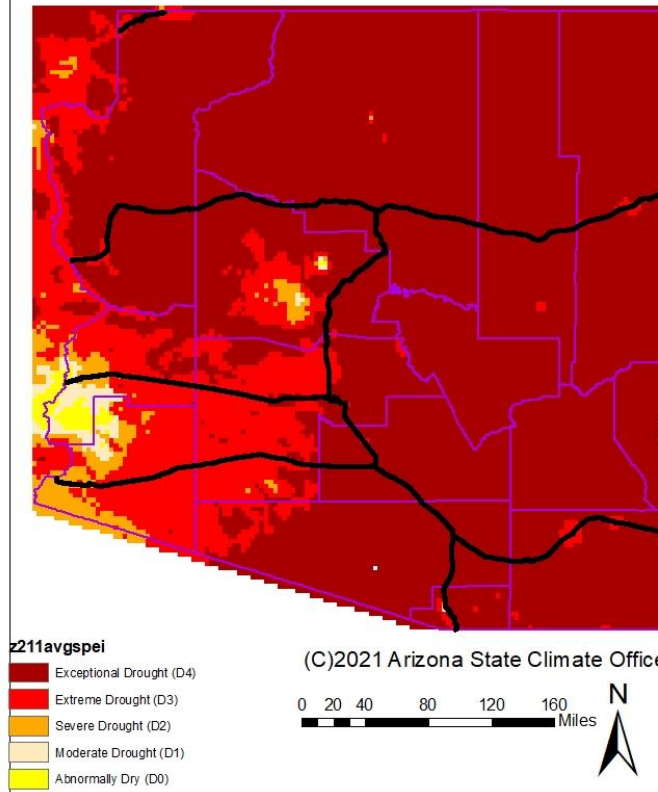 z211avgspei
Exceptional Drought (D4)
Extreme Drought (D3)
Severe Drought (D2)
Moderate Drought (D1)
Abnormally Dry (D0)
(C)2021 Arizona State Climate Office
0 20 40 80 120 160
Miles
N